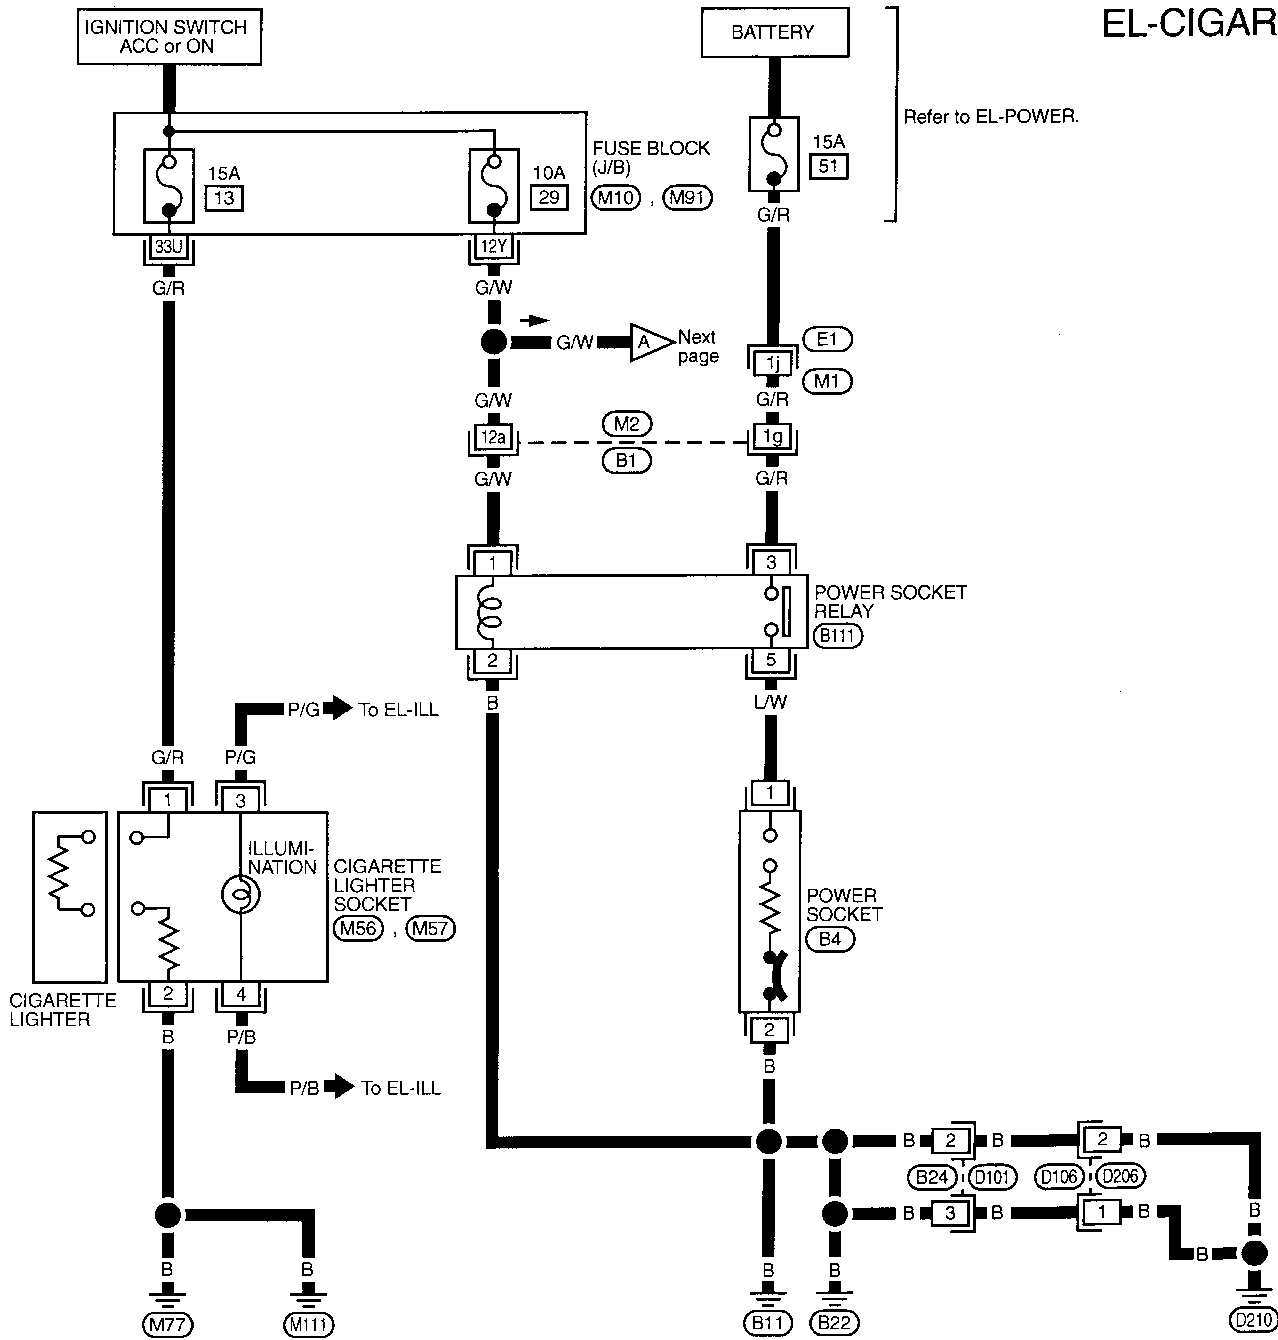 EL-CIGAR
IGNITION SWITCH
ACC or ON
BATTERY
Refer to EL-POWER.
15A
13
10A
29
FUSE BLOCK
(J/B)
M10 , M91
15A
51
33U
12Y
G/R
G/W
G/R
G/W
A
Next
page
1j
E1
M1
G/W
G/R
12a
M2
B1
1g
G/W
G/R
1
3
POWER SOCKET
RELAY
B111
2
5
B
L/W
P/G
To EL-ILL
G/R
P/G
1
3
1
ILLUMI-
NATION
CIGARETTE
LIGHTER
SOCKET
M56 , M57
POWER
SOCKET
B4
CIGARETTE
LIGHTER
2
4
2
B
P/B
B
P/B
To EL-ILL
B
2
B
2
B
B24
D101
D106
D206
B
3
B
1
B
B
B
B
B
B
B
B
M77
M111
B11
B22
D210